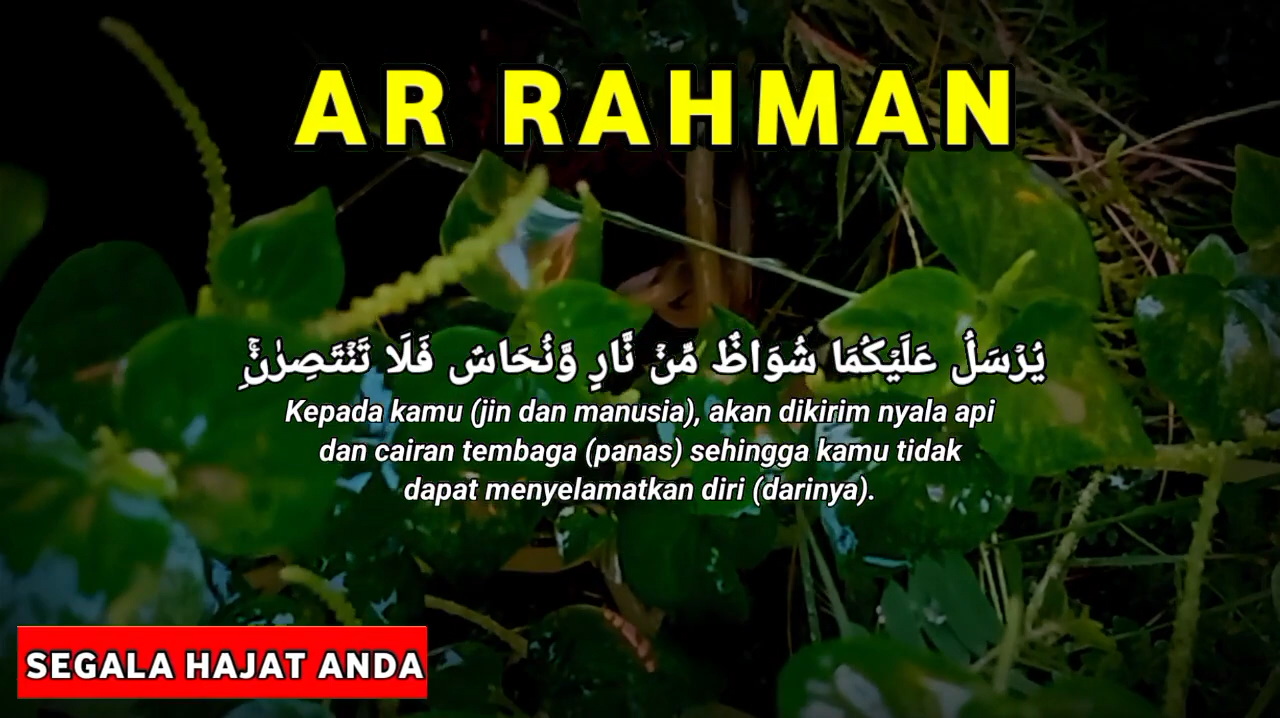 AR RAHMAN
يُرْسَلُ عَلَيْكُمَا شُوَاظٌ مِّنْ نَّارٍ وَّنُحَاسٌ فَلَا تَنْتَصِرٰنِۚ
Kepada kamu (jin dan manusia), akan dikirim nyala api
dan cairan tembaga (panas) sehingga kamu tidak
dapat menyelamatkan diri (darinya).
SEGALA HAJAT ANDA